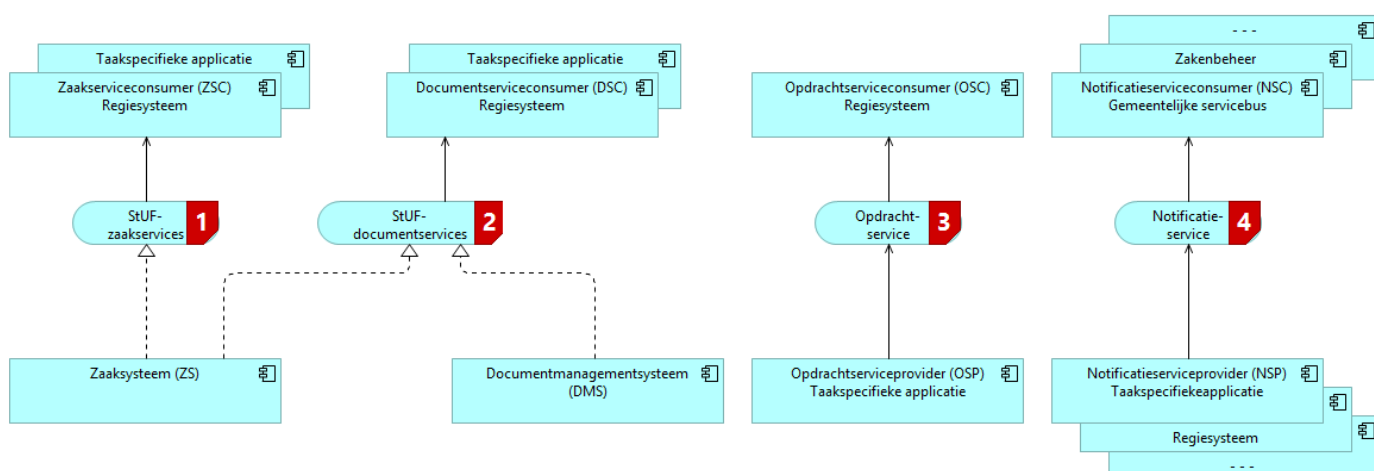 Taakspecifieke applicatie
Zaakserviceconsumer (ZSC)
Regiesysteem
Taakspecifieke applicatie
Documentserviceconsumer (DSC)
Regiesysteem
Opdrachtserviceconsumer (OSC)
Regiesysteem
- - -
Zakenbeheer
Notificatieserviceconsumer (NSC)
Gemeentelijke servicebus
StUF-
zaakservices
1
StUF-
documentservices
2
Opdracht-
service
3
Notificatie-
service
4
Zaaksysteem (ZS)
Documentmanagementsysteem
(DMS)
Opdrachtserviceprovider (OSP)
Taakspecifieke applicatie
Notificatieserviceprovider (NSP)
Taakspecifiekeapplicatie
Regiesysteem
- - -